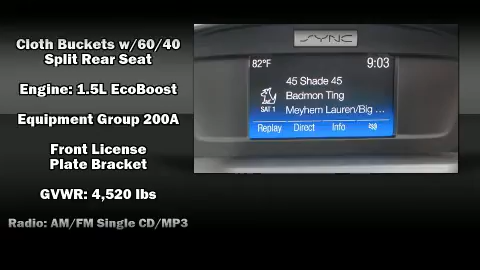 Cloth Buckets w/60/40
Split Rear Seat
Engine: 1.5L EcoBoost
Equipment Group 200A
Front License
Plate Bracket
GVWR: 4,520 lbs
Radio: AM/FM Single CD/MP3
SYNC
82°F
9:03
45 Shade 45
Badmon Ting
SAT 1
Meyhem Lauren/Big ...
Replay
Direct
Info